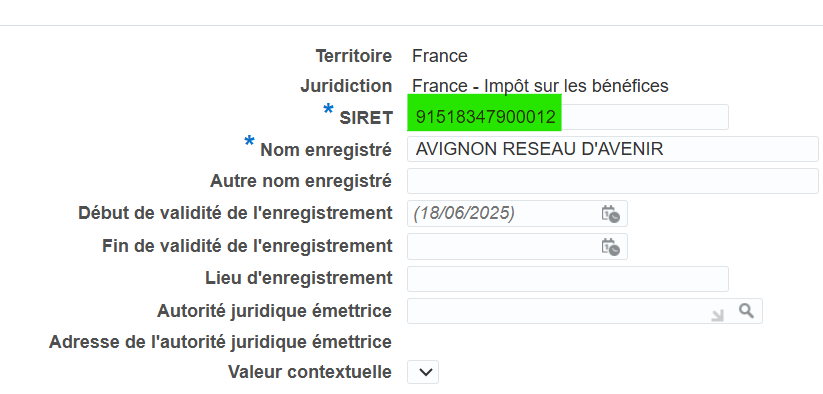 Territoire France
Juridiction France - Impôt sur les bénéfices
* SIRET 91518347900012
* Nom enregistré AVIGNON RESEAU D'AVENIR
Autre nom enregistré
Début de validité de l'enregistrement (18/06/2025)
Fin de validité de l'enregistrement
Lieu d'enregistrement
Autorité juridique émettrice
Adresse de l'autorité juridique émettrice
Valeur contextuelle